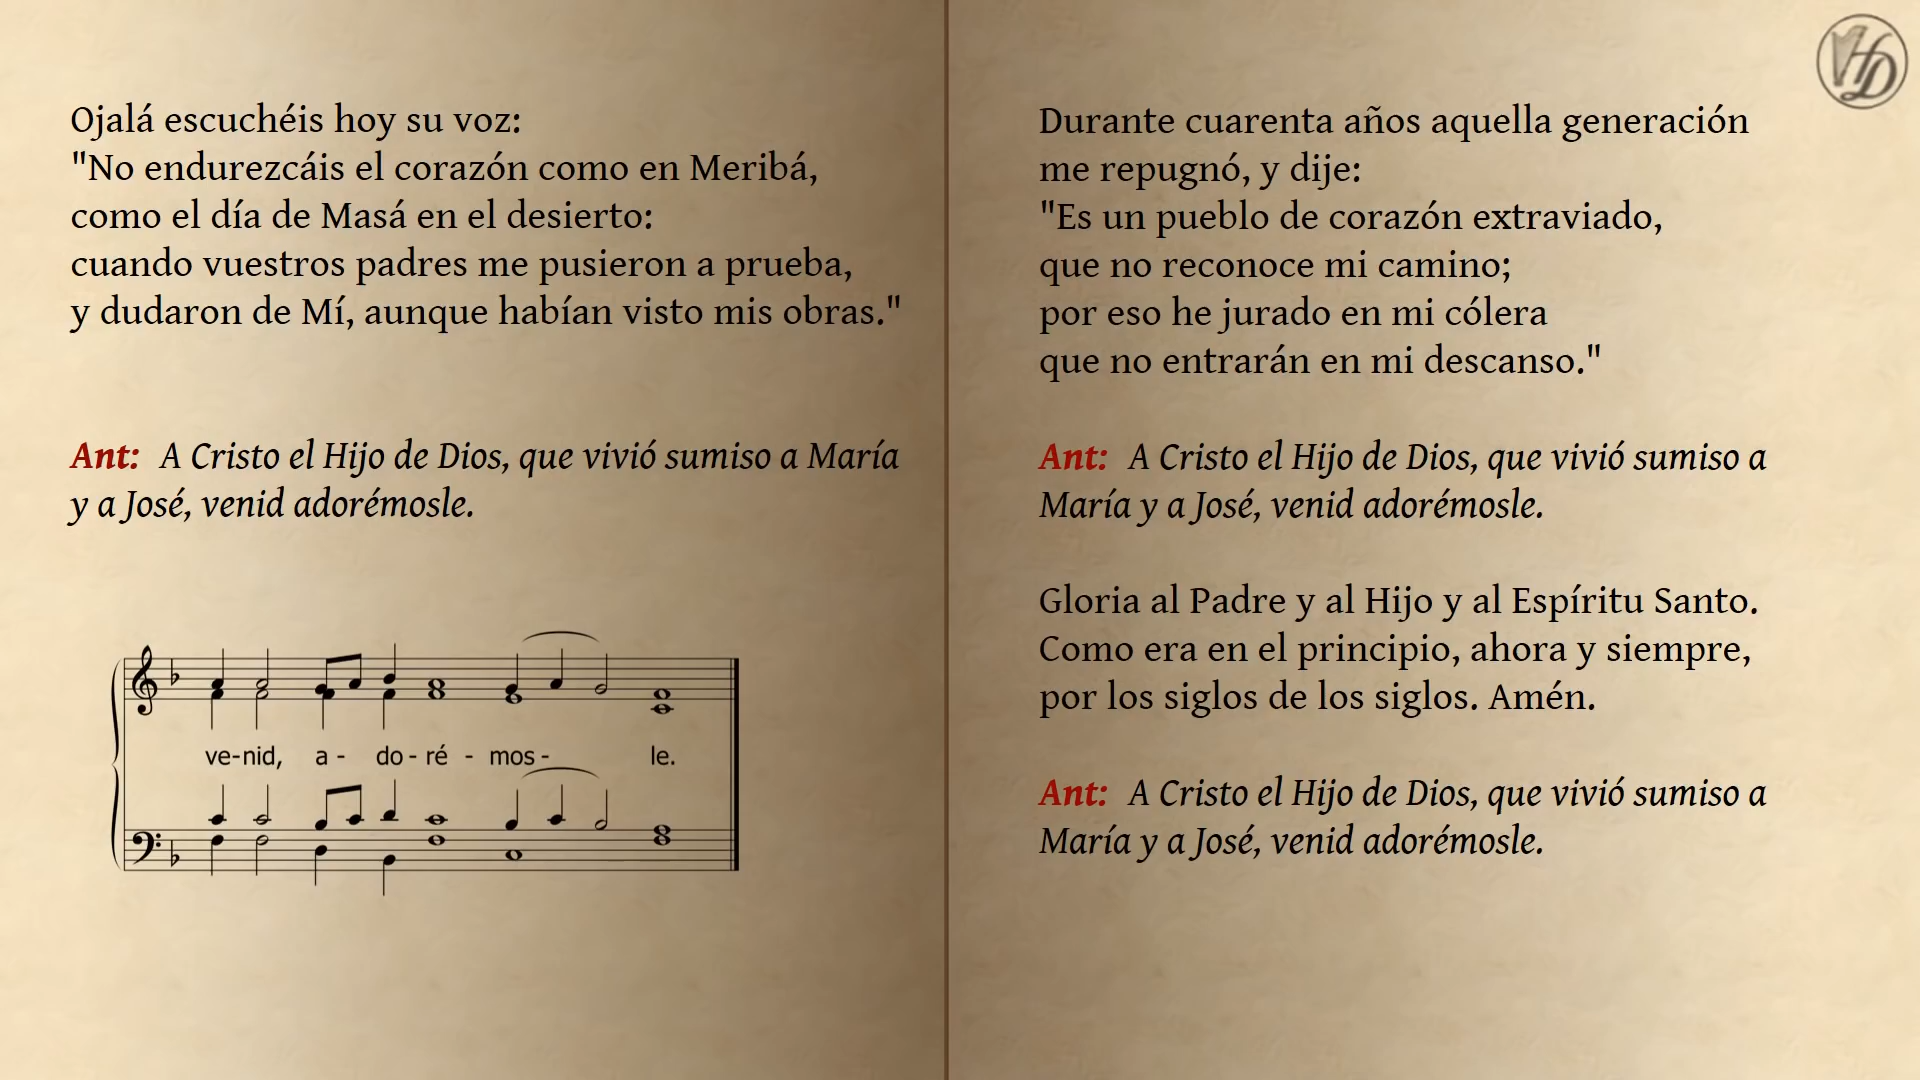 Ojalá escuchéis hoy su voz:
"No endurezcáis el corazón como en Meribá,
como el día de Masá en el desierto:
cuando vuestros padres me pusieron a prueba,
y dudaron de Mí, aunque habían visto mis obras."
Ant: A Cristo el Hijo de Dios, que vivió sumiso a María
y a José, venid adorémosle.
ve-nid, a - do - ré - mos - le.
HD
Durante cuarenta años aquella generación
me repugnó, y dije:
"Es un pueblo de corazón extraviado,
que no reconoce mi camino;
por eso he jurado en mi cólera
que no entrarán en mi descanso."
Ant: A Cristo el Hijo de Dios, que vivió sumiso a
María y a José, venid adorémosle.
Gloria al Padre y al Hijo y al Espíritu Santo.
Como era en el principio, ahora y siempre,
por los siglos de los siglos. Amén.
Ant: A Cristo el Hijo de Dios, que vivió sumiso a
María y a José, venid adorémosle.